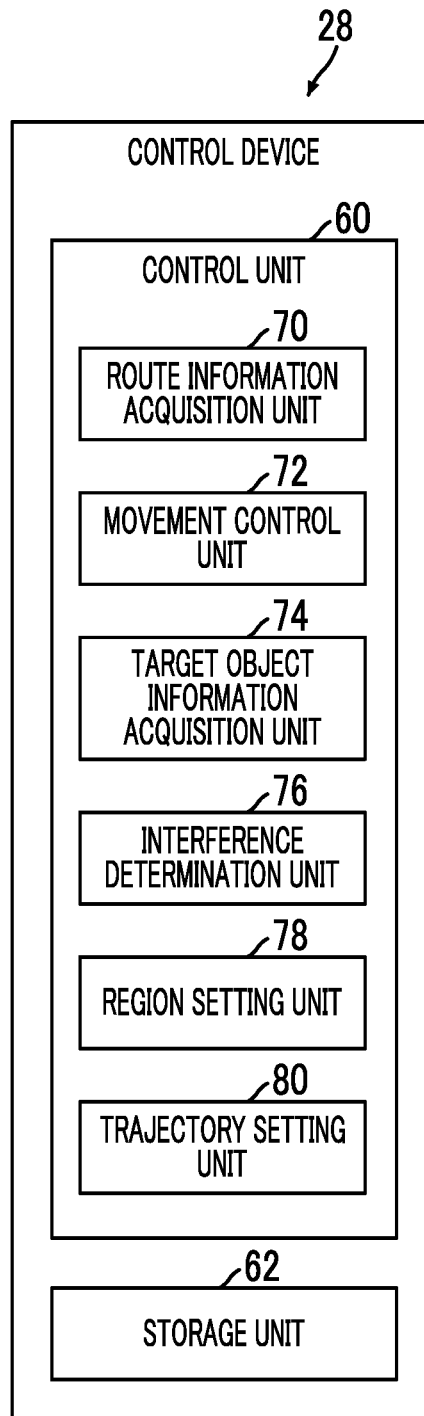 28
CONTROL DEVICE
60
CONTROL UNIT
70
ROUTE INFORMATION
ACQUISITION UNIT
72
MOVEMENT CONTROL
UNIT
74
TARGET OBJECT
INFORMATION
ACQUISITION UNIT
76
INTERFERENCE
DETERMINATION UNIT
78
REGION SETTING UNIT
80
TRAJECTORY SETTING
UNIT
62
STORAGE UNIT